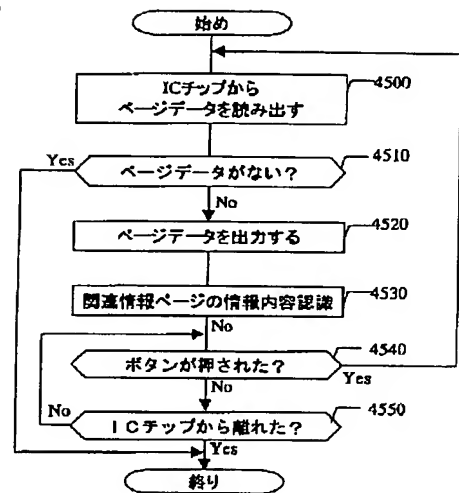 始め
ICチップから
ページデータを読み出す
4500
Yes
ページデータがない?
4510
No
ページデータを出力する
4520
関連情報ページの情報内容認識
4530
No
ボタンが押された?
4540
Yes
No
No
ICチップから離れた?
4550
Yes
終り